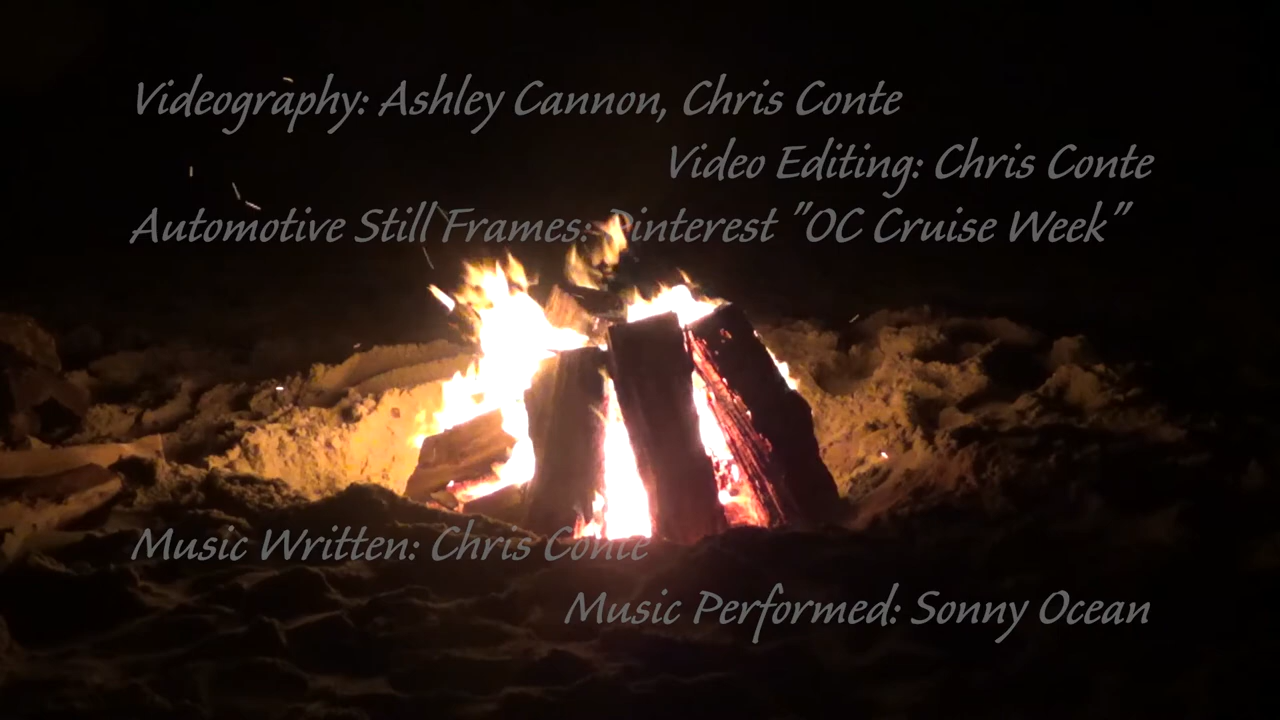 Videography: Ashley Cannon, Chris Conte
Video Editing: Chris Conte
Automotive Still Frames: Pinterest "OC Cruise Week"
Music Written: Chris Conte
Music Performed: Sonny Ocean